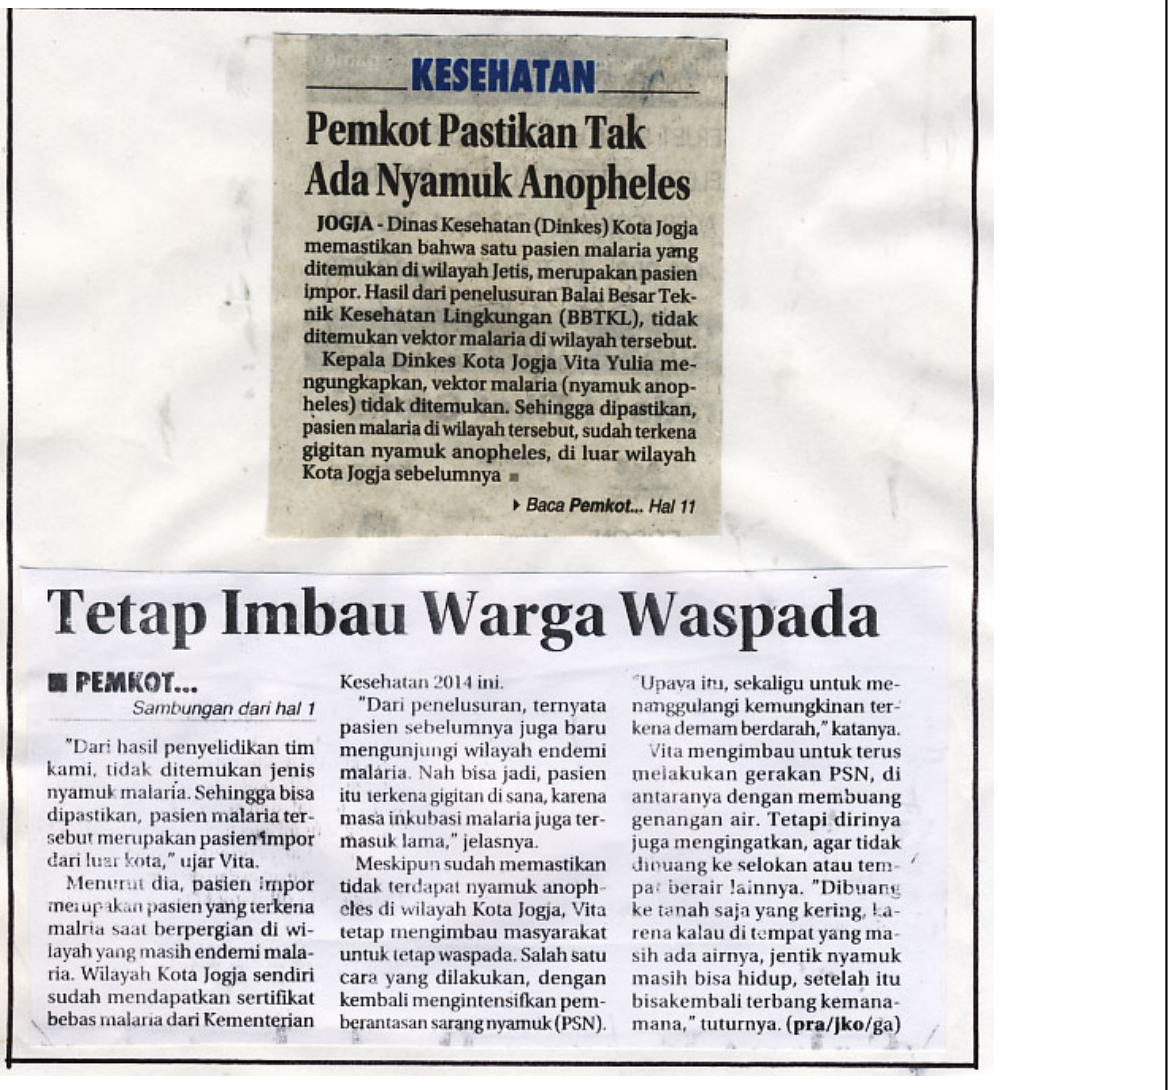 KESEHATAN
Pemkot Pastikan Tak
Ada Nyamuk Anopheles
JOGJA - Dinas Kesehatan (Dinkes) Kota Jogja
memastikan bahwa satu pasien malaria yang
ditemukan di wilayah Jetis, merupakan pasien
impor. Hasil dari penelusuran Balai Besar Tek-
nik Kesehatan Lingkungan (BBTKL), tidak
ditemukan vektor malaria di wilayah tersebut.
Kepala Dinkes Kota Jogja Vita Yulia me-
ngungkapkan, vektor malaria (nyamuk anop-
heles) tidak ditemukan. Sehingga dipastikan,
pasien malaria di wilayah tersebut, sudah terkena
gigitan nyamuk anopheles, di luar wilayah
Kota Jogja sebelumnya ■
▶ Baca Pemkot... Hal 11
Tetap Imbau Warga Waspada
■ PEMKOT...
Sambungan dari hal 1
"Dari hasil penyelidikan tim
kami, tidak ditemukan jenis
nyamuk malaria. Sehingga bisa
dipastikan, pasien malaria ter-
sebut merupakan pasien impor
dari luar kota," ujar Vita.
Menurut dia, pasien impor
merupakan pasien yang terkena
malria saat berpergian di wi-
layah yang masih endemi mala-
ria. Wilayah Kota Jogja sendiri
sudah mendapatkan sertifikat
bebas malaria dari Kementerian
Kesehatan 2014 ini.
"Dari penelusuran, ternyata
pasien sebelumnya juga baru
mengunjungi wilayah endemi
malaria. Nah bisa jadi, pasien
itu terkena gigitan di sana, karena
masa inkubasi malaria juga ter-
masuk lama," jelasnya.
Meskipun sudah memastikan
tidak terdapat nyamuk anoph-
eles di wilayah Kota Jogja, Vita
tetap mengimbau masyarakat
untuk tetap waspada. Salah satu
cara yang dilakukan, dengan
kembali mengintensifkan pem-
berantasan sarang nyamuk (PSN).
"Upaya itu, sekaligu untuk me-
nanggulangi kemungkinan ter-
kena demam berdarah," katanya.
Vita mengimbau untuk terus
melakukan gerakan PSN, di
antaranya dengan membuang
genangan air. Tetapi dirinya
juga mengingatkan, agar tidak
dibuang ke selokan atau tem-
pat berair lainnya. "Dibuang
ke tanah saja yang kering, ka-
rena kalau di tempat yang ma-
sih ada airnya, jentik nyamuk
masih bisa hidup, setelah itu
bisakembali terbang kemana-
mana," tuturnya. (pra/jko/ga)